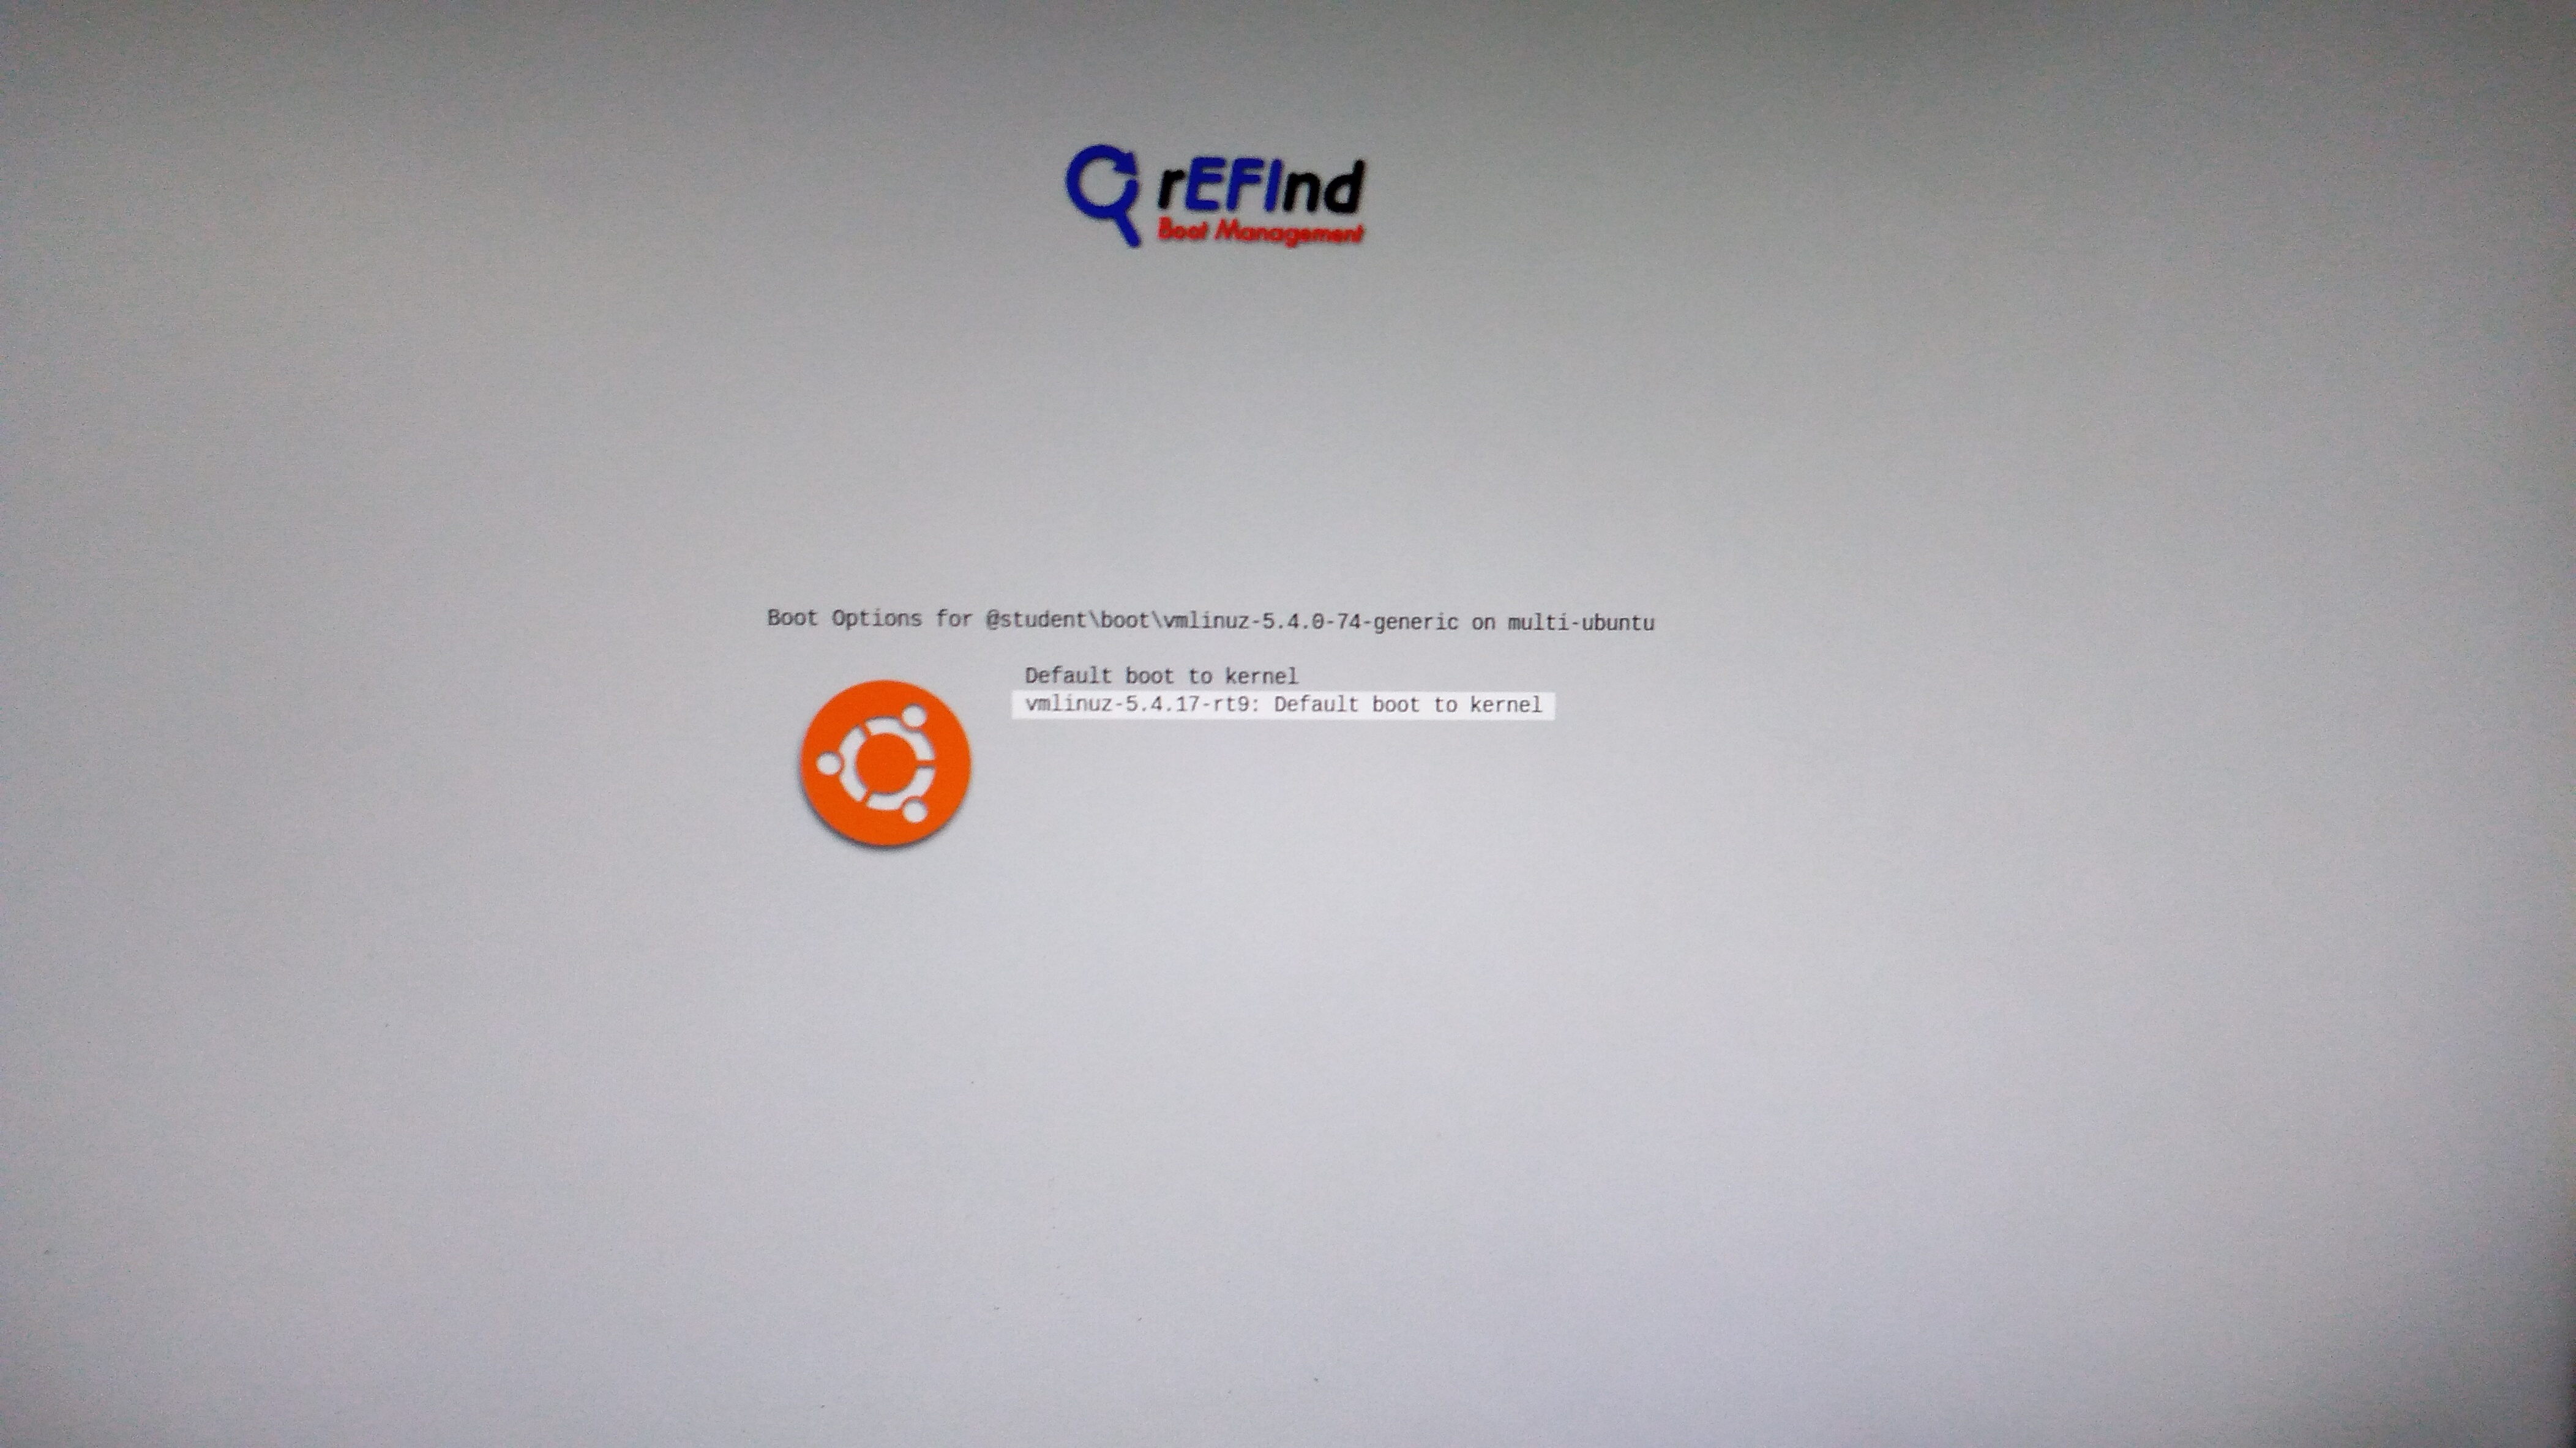 rEFInd
Boot Management
Boot Options for @student\boot\vmlinuz-5.4.0-74-generic on multi-ubuntu
Default boot to kernel
vmlinuz-5.4.17-rt9: Default boot to kernel